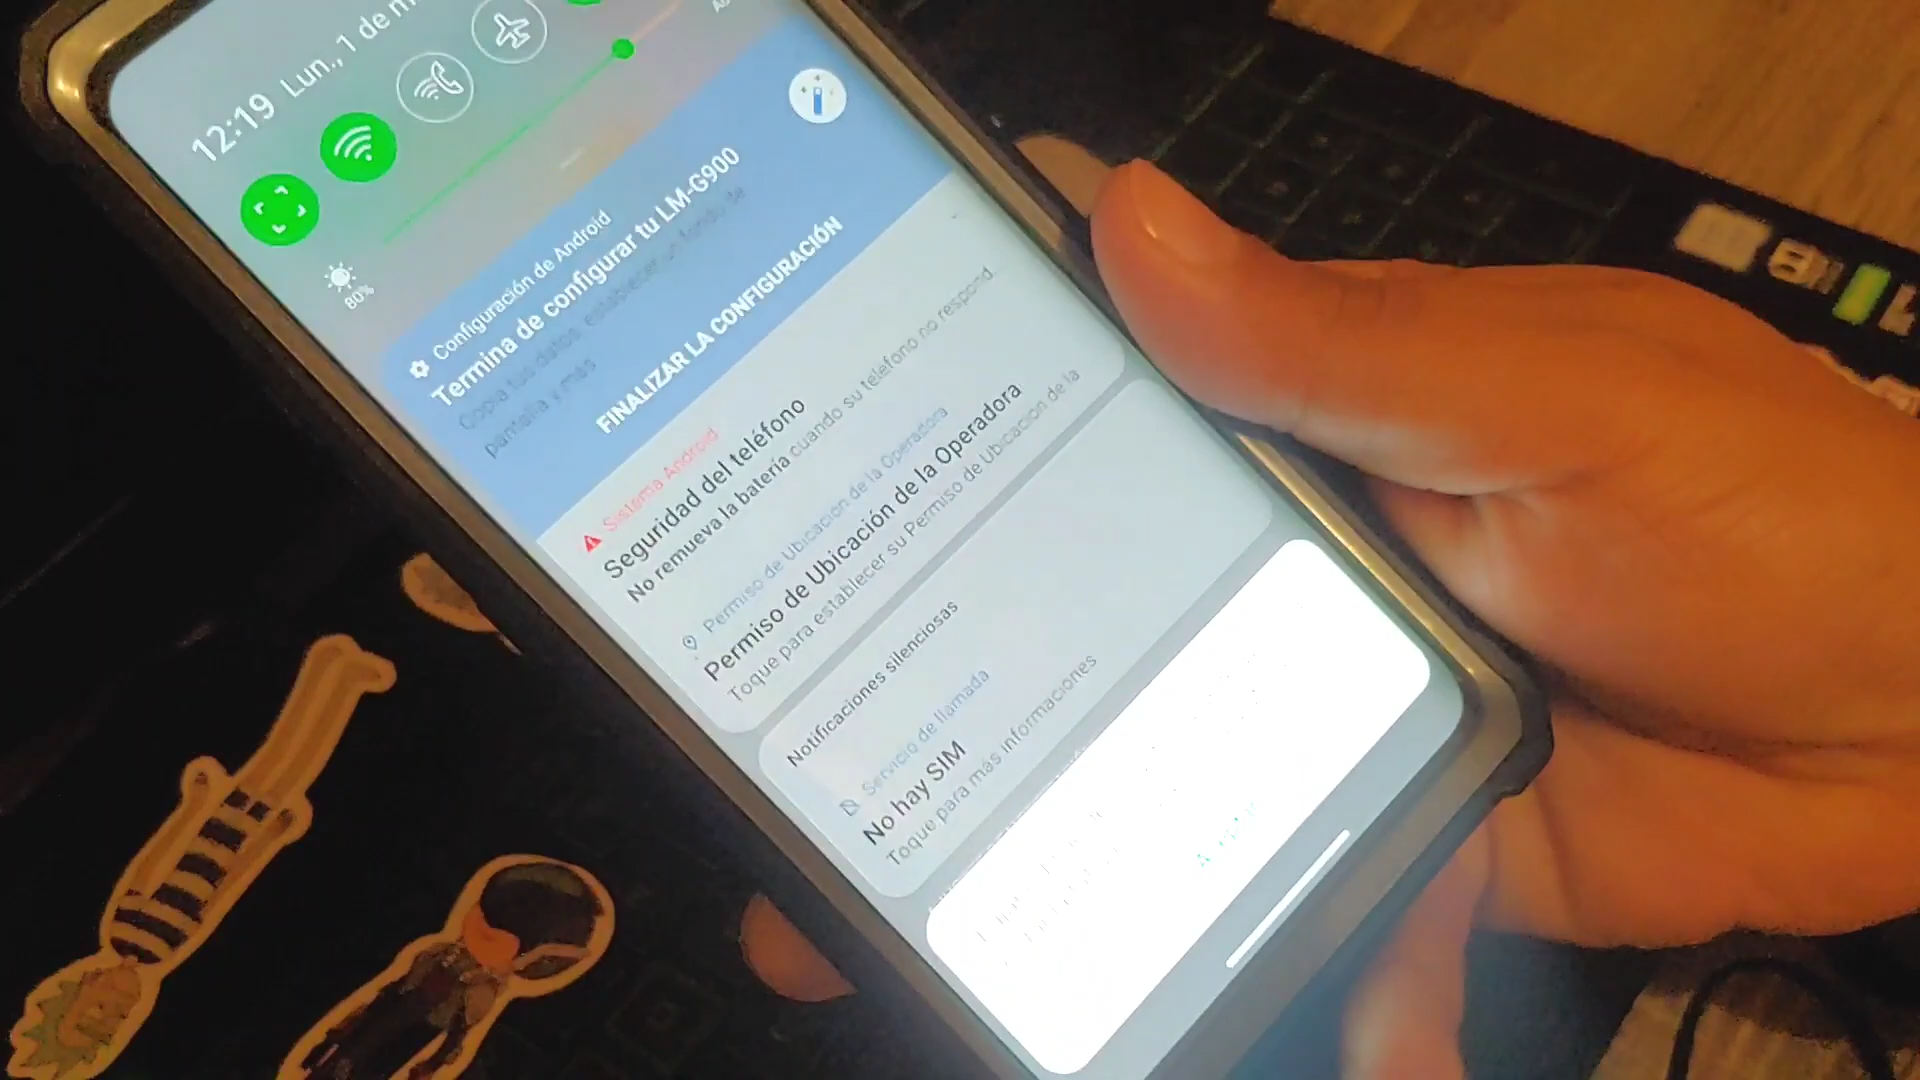 12:19 Lun., 1 de m
80%
Configuración de Android
Termina de configurar tu LM-G900
Copia tus datos, establecer un fondo de
pantalla y más
FINALIZAR LA CONFIGURACIÓN
Sistema Android
Seguridad del teléfono
No remueva la batería cuando su teléfono no respond.
Permiso de Ubicación de la Operadora
Permiso de Ubicación de la Operadora
Toque para establecer su Permiso de Ubicación de la
Notificaciones silenciosas
Servicio de llamada
No hay SIM
Toque para más informaciones